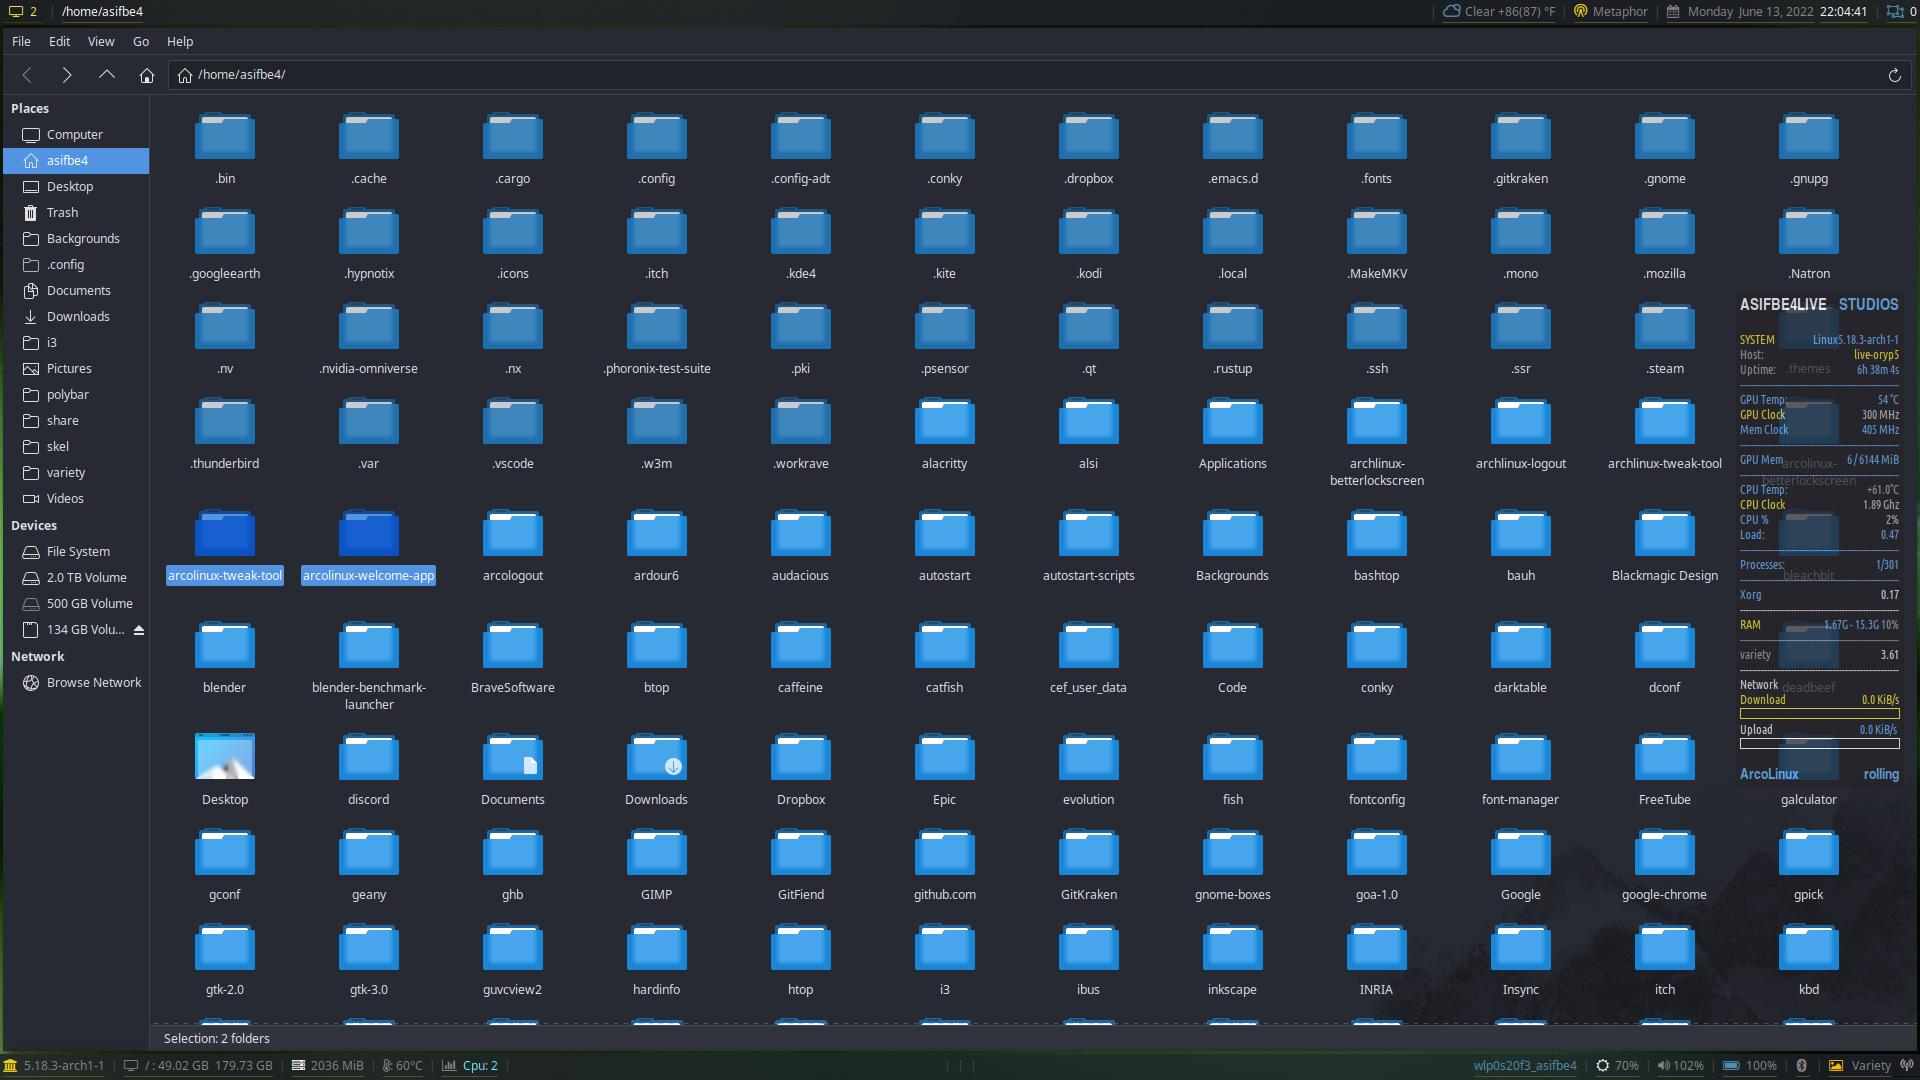 2 /home/asifbe4 Clear +86(87) °F Metaphor Monday June 13, 2022 22:04:41 0
File Edit View Go Help
/home/asifbe4/
Places
Computer
asifbe4
Desktop
Trash
Backgrounds
.config
Documents
Downloads
i3
Pictures
polybar
share
skel
variety
Videos
Devices
File System
2.0 TB Volume
500 GB Volume
134 GB Volu...
Network
Browse Network
.bin .cache .cargo .config .config-adt .conky .dropbox .emacs.d .fonts .gitkraken .gnome .gnupg
.googleearth .hypnotix .icons .itch .kde4 .kite .kodi .local .MakeMKV .mono .mozilla .Natron
.nv .nvidia-omniverse .nx .phoronix-test-suite .pki .psensor .qt .rustup .ssh .ssr .steam .themes
.thunderbird .var .vscode .w3m .workrave alacritty alsi Applications archlinux-betterlockscreen archlinux-logout archlinux-tweak-tool arcolinux-betterlockscreen
arcolinux-tweak-tool arcolinux-welcome-app arcologout ardour6 audacious autostart autostart-scripts Backgrounds bashtop bauh Blackmagic Design bleachbit
blender blender-benchmark-launcher BraveSoftware btop caffeine catfish cef_user_data Code conky darktable dconf deadbeef
Desktop discord Documents Downloads Dropbox Epic evolution fish fontconfig font-manager FreeTube galculator
gconf geany ghb GIMP GitFiend github.com GitKraken gnome-boxes goa-1.0 Google google-chrome gpick
gtk-2.0 gtk-3.0 guvcview2 hardinfo htop i3 ibus inkscape INRIA Insync itch kbd
ASIFBE4LIVE STUDIOS
SYSTEM Linux5.18.3-arch1-1
Host: live-oryp5
Uptime: 6h 38m 4s
GPU Temp: 54°C
GPU Clock 300 MHz
Mem Clock 405 MHz
GPU Mem 6 / 6144 MiB
CPU Temp: +61.0°C
CPU Clock 1.89 Ghz
CPU % 2%
Load: 0.47
Processes: 1/301
Xorg 0.17
RAM 1.67G - 15.3G 10%
variety 3.61
Network
Download 0.0 KiB/s
Upload 0.0 KiB/s
ArcoLinux rolling
Selection: 2 folders
5.18.3-arch1-1 / : 49.02 GB 179.73 GB 2036 MiB 60°C Cpu: 2 wlp0s20f3_asifbe4 70% 102% 100% Variety